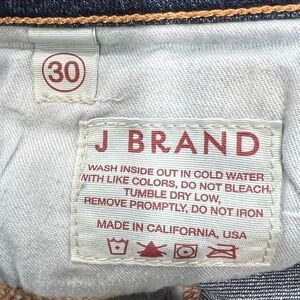 30
J BRAND
WASH INSIDE OUT IN COLD WATER
WITH LIKE COLORS, DO NOT BLEACH,
TUMBLE DRY LOW,
REMOVE PROMPTLY, DO NOT IRON
MADE IN CALIFORNIA, USA